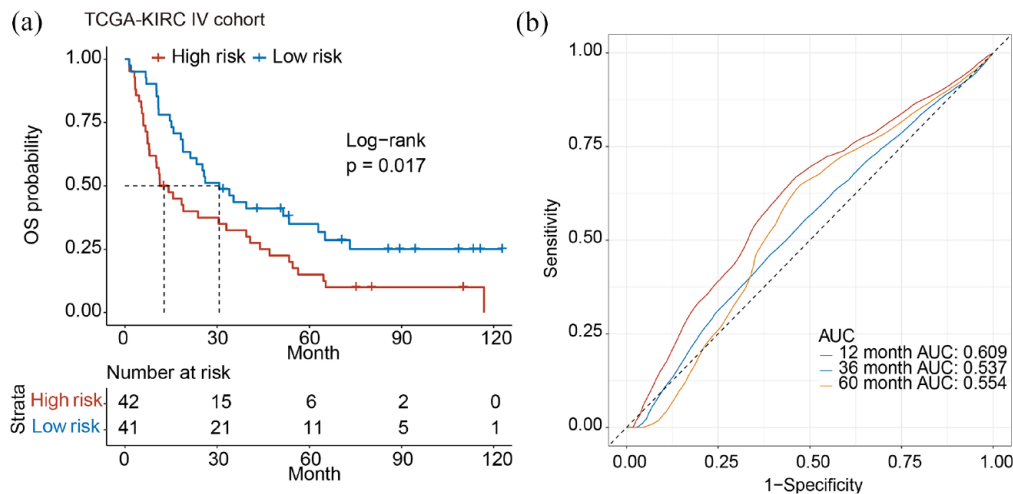 (a) TCGA-KIRC IV cohort
High risk Low risk
OS probability
1.00
0.75
0.50
0.25
0.00
Log-rank
p = 0.017
0 30 60 90 120
Month
Number at risk
Strata
High risk 42 15 6 2 0
Low risk 41 21 11 5 1
0 30 60 90 120
Month
(b)
Sensitivity
1.00
0.75
0.50
0.25
0.00
AUC
12 month AUC: 0.609
36 month AUC: 0.537
60 month AUC: 0.554
0.00 0.25 0.50 0.75 1.00
1-Specificity